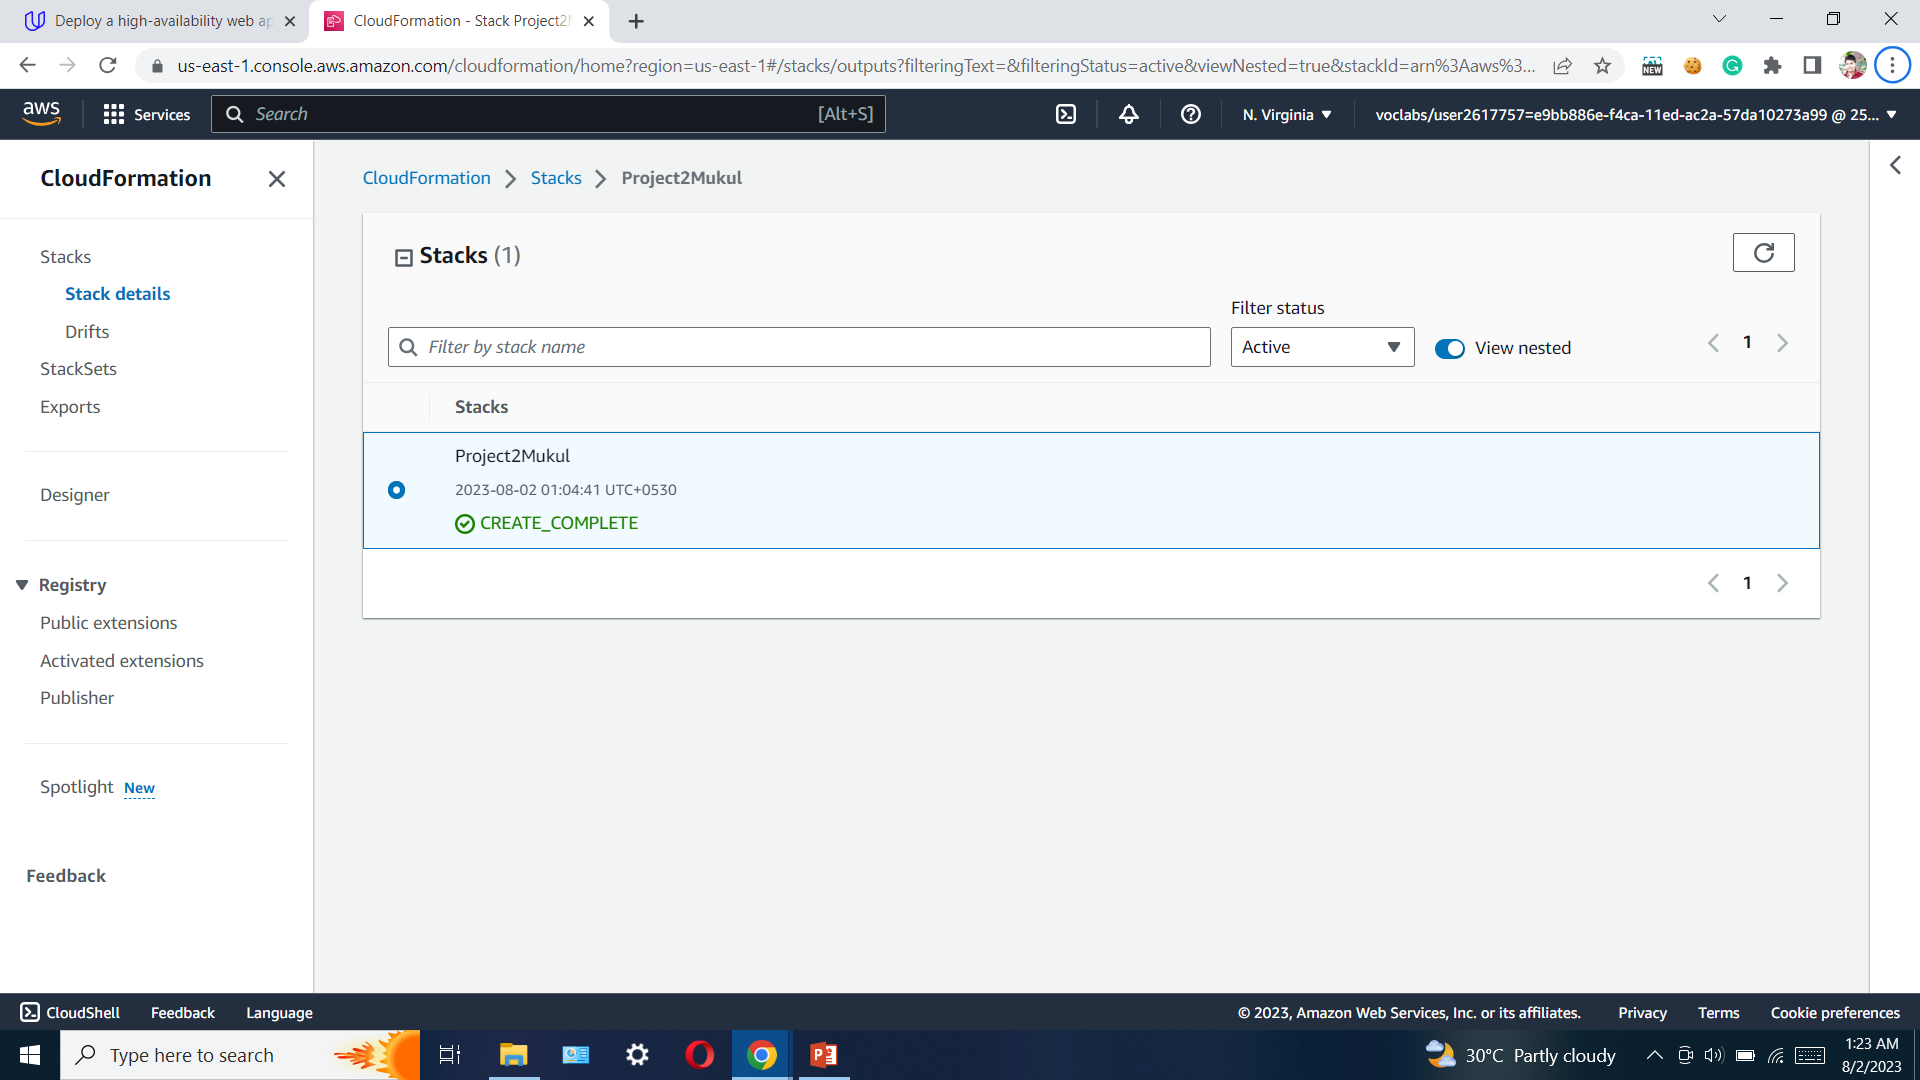 Deploy a high-availability web ap
CloudFormation - Stack Project2M
us-east-1.console.aws.amazon.com/cloudformation/home?region=us-east-1#/stacks/outputs?filteringText=&filteringStatus=active&viewNested=true&stackId=arn%3Aaws%3...
NEW
aws
Services
Search
[Alt+S]
N. Virginia
voclabs/user2617757=e9bb886e-f4ca-11ed-ac2a-57da10273a99 @ 25...
CloudFormation
Stacks
Stack details
Drifts
StackSets
Exports
Designer
Registry
Public extensions
Activated extensions
Publisher
Spotlight New
Feedback
CloudFormation > Stacks > Project2Mukul
Stacks (1)
Filter by stack name
Filter status
Active
View nested
1
Stacks
Project2Mukul
2023-08-02 01:04:41 UTC+0530
CREATE_COMPLETE
1
CloudShell
Feedback
Language
© 2023, Amazon Web Services, Inc. or its affiliates.
Privacy
Terms
Cookie preferences
Type here to search
30°C Partly cloudy
1:23 AM
8/2/2023